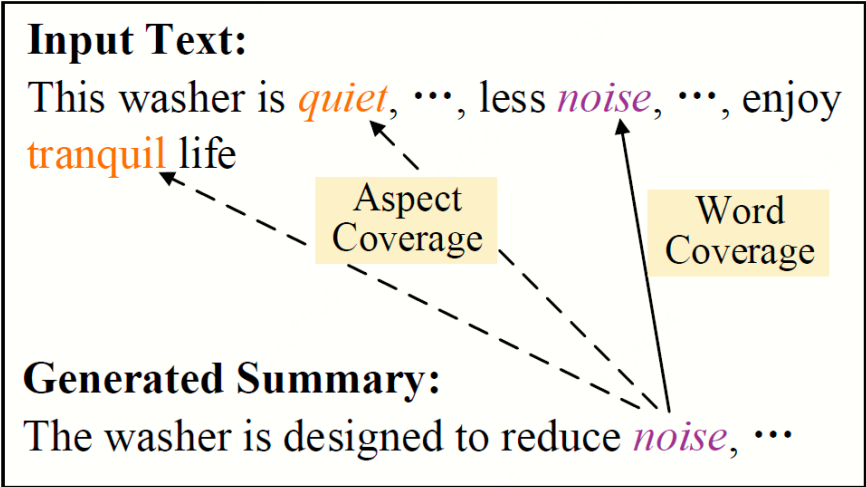 Input Text:
This washer is quiet, ···, less noise, ···, enjoy
tranquil life
Aspect
Coverage
Word
Coverage
Generated Summary:
The washer is designed to reduce noise, ···